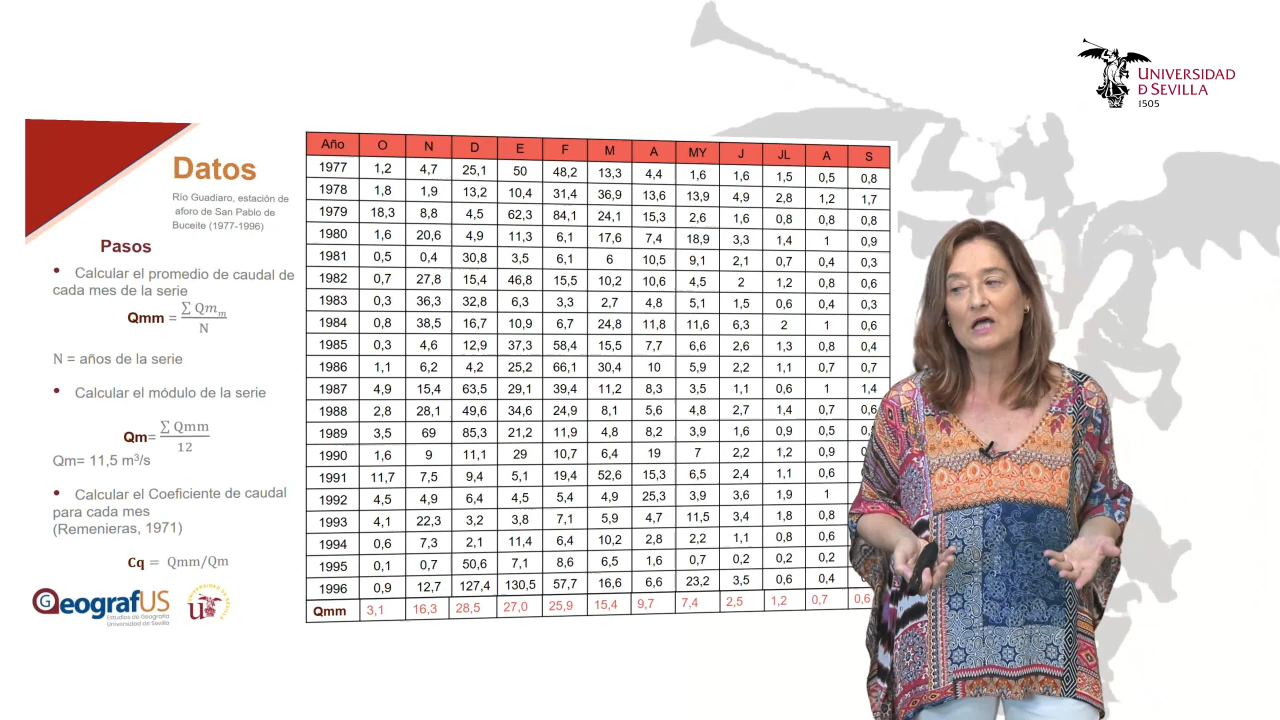 UNIVERSIDAD
D SEVILLA
1505
Datos
Río Guadiaro, estación de
aforo de San Pablo de
Buceite (1977-1996)
Pasos
• Calcular el promedio de caudal de
cada mes de la serie
Qmm = ∑ Qm_m / N
N = años de la serie
• Calcular el módulo de la serie
Qm= ∑ Qmm / 12
Qm= 11,5 m³/s
• Calcular el Coeficiente de caudal
para cada mes
(Remenieras, 1971)
Cq = Qmm/Qm
GeografUS
Estudios de Geografía
Universidad de Sevilla
Año O N D E F M A MY J JL A S
1977 1,2 4,7 25,1 50 48,2 13,3 4,4 1,6 1,6 1,5 0,5 0,8
1978 1,8 1,9 13,2 10,4 31,4 36,9 13,6 13,9 4,9 2,8 1,2 1,7
1979 18,3 8,8 4,5 62,3 84,1 24,1 15,3 2,6 1,6 0,8 0,8 0,8
1980 1,6 20,6 4,9 11,3 6,1 17,6 7,4 18,9 3,3 1,4 1 0,9
1981 0,5 0,4 30,8 3,5 6,1 6 10,5 9,1 2,1 0,7 0,4 0,3
1982 0,7 27,8 15,4 46,8 15,5 10,2 10,6 4,5 2 1,2 0,8 0,6
1983 0,3 36,3 32,8 6,3 3,3 2,7 4,8 5,1 1,5 0,6 0,4 0,3
1984 0,8 38,5 16,7 10,9 6,7 24,8 11,8 11,6 6,3 2 1 0,6
1985 0,3 4,6 12,9 37,3 58,4 15,5 7,7 6,6 2,6 1,3 0,8 0,4
1986 1,1 6,2 4,2 25,2 66,1 30,4 10 5,9 2,2 1,1 0,7 0,7
1987 4,9 15,4 63,5 29,1 39,4 11,2 8,3 3,5 1,1 0,6 1 1,4
1988 2,8 28,1 49,6 34,6 24,9 8,1 5,6 4,8 2,7 1,4 0,7 0,6
1989 3,5 69 85,3 21,2 11,9 4,8 8,2 3,9 1,6 0,9 0,5
1990 1,6 9 11,1 29 10,7 6,4 19 7 2,4 1,2 0,9
1991 11,7 7,5 9,4 5,1 19,4 52,6 15,3 6,5 2,4 1,1 0,6
1992 4,5 4,9 6,4 4,5 5,4 4,9 25,3 3,9 3,6 1,9 1
1993 4,1 22,3 3,2 3,8 7,1 5,9 4,7 11,5 3,4 1,8 0,8
1994 0,6 7,3 2,1 11,4 6,4 10,2 2,8 2,2 1,1 0,8 0,6
1995 0,1 0,7 50,6 7,1 8,6 6,5 1,6 0,7 0,2 0,2 0,2
1996 0,9 12,7 127,4 130,5 57,7 16,6 6,6 23,2 3,5 0,6 0,4
Qmm 3,1 16,3 28,5 27,0 25,9 15,4 9,7 7,4 2,5 1,2 0,7 0,6